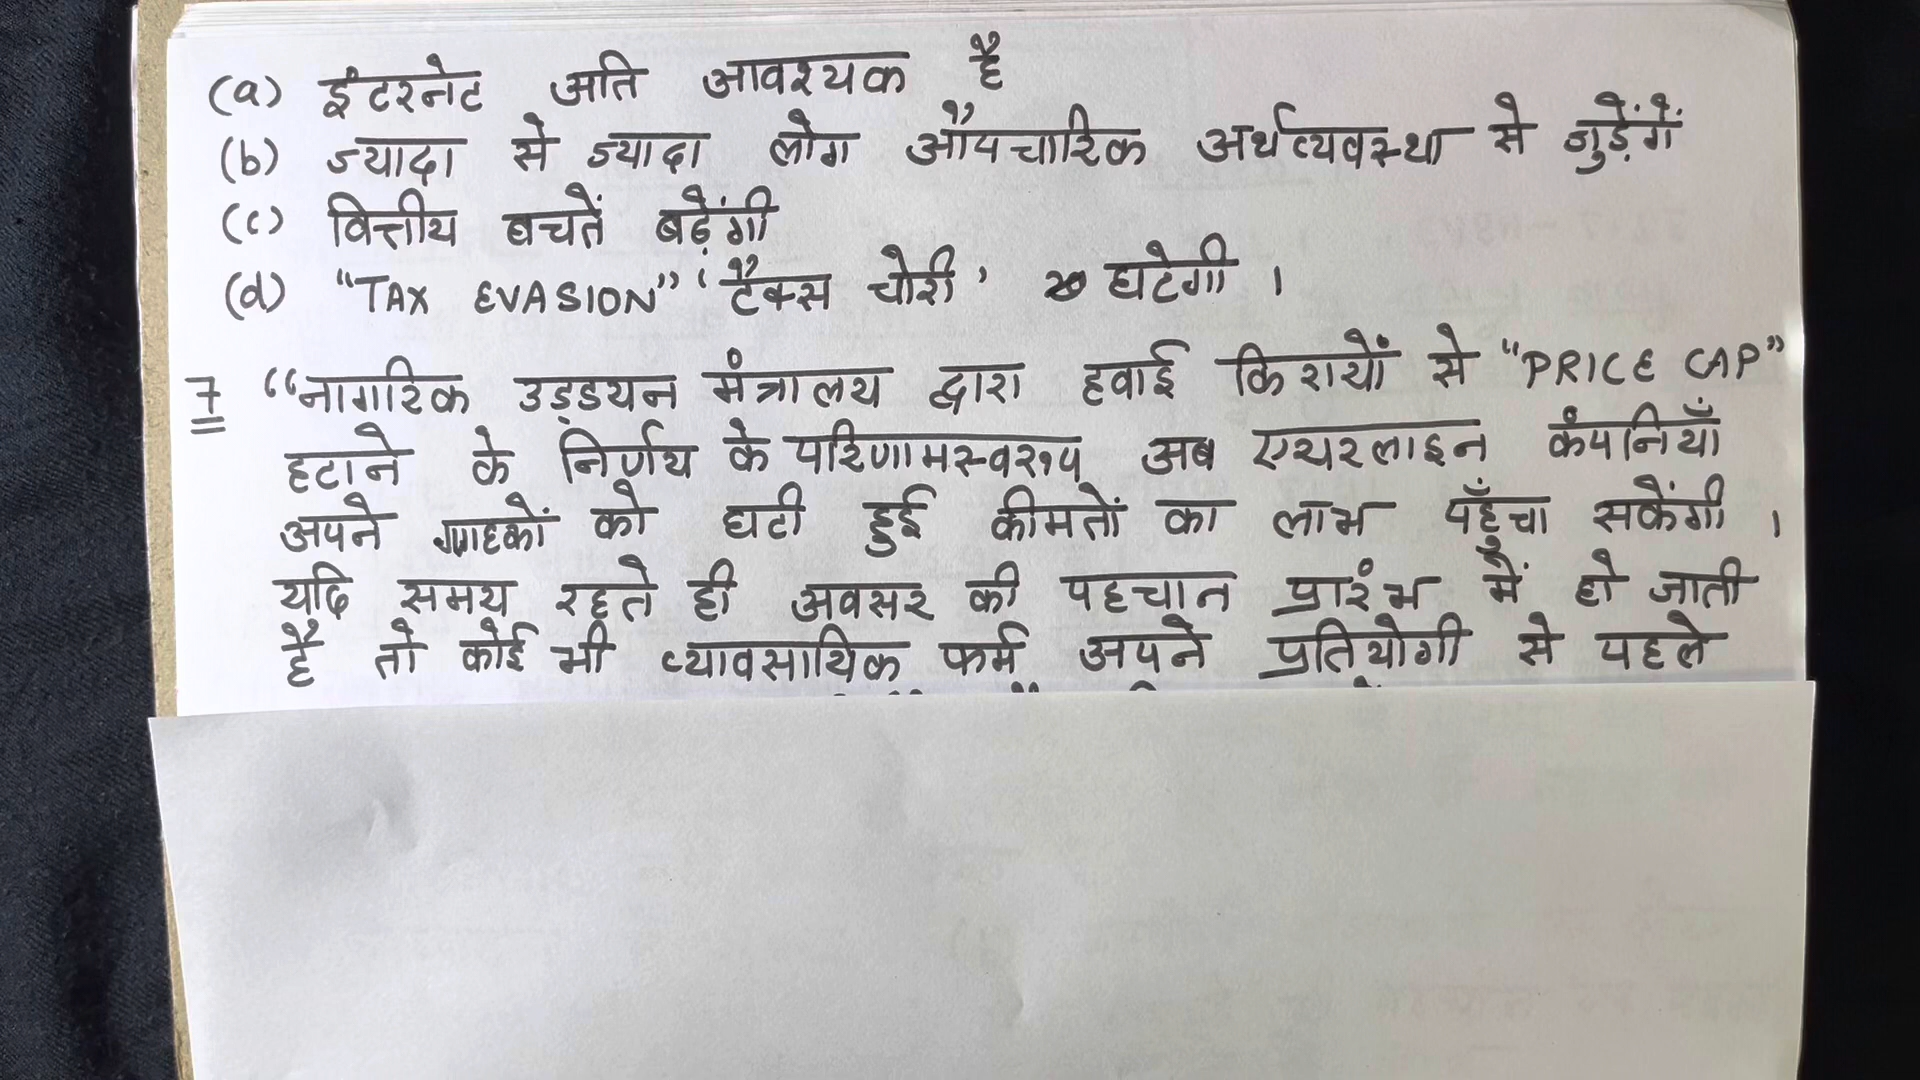 (a) इंटरनेट अति आवश्यक है
(b) ज्यादा से ज्यादा लोग औपचारिक अर्थव्यवस्था से जुड़ेंगें
(c) वित्तीय बचतें बढ़ेंगी
(d) “TAX EVASION” ‘टैक्स चोरी’ घटेगी ।
7 “नागरिक उड्डयन मंत्रालय द्वारा हवाई किरायों से “PRICE CAP”
हटाने के निर्णय के परिणामस्वरुप अब एयरलाइन कंपनियाँ
अपने ग्राहकों को घटी हुई कीमतों का लाभ पहुँचा सकेंगी ।
यदि समय रहते ही अवसर की पहचान प्रारंभ में हो जाती
है तो कोई भी व्यावसायिक फर्म अपने प्रतियोगी से पहले